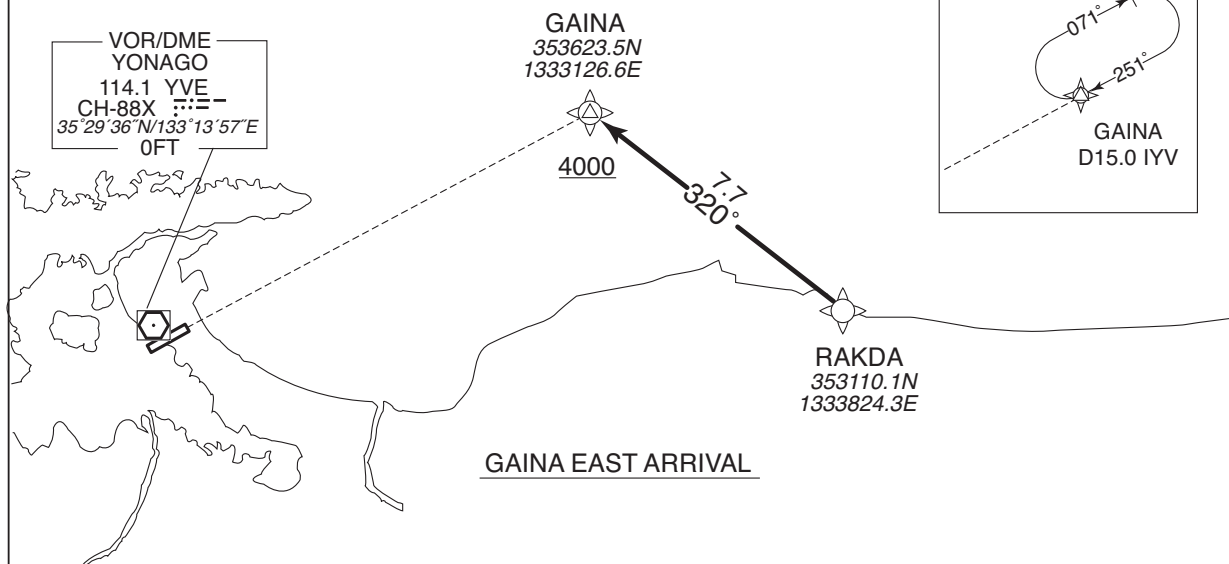 VOR/DME
YONAGO
114.1 YVE
CH-88X
35°29´36˝N/133°13´57˝E
0FT
GAINA
353623.5N
1333126.6E
4000
7.7
320°
RAKDA
353110.1N
1333824.3E
GAINA EAST ARRIVAL
071°
251°
GAINA
D15.0 IYV